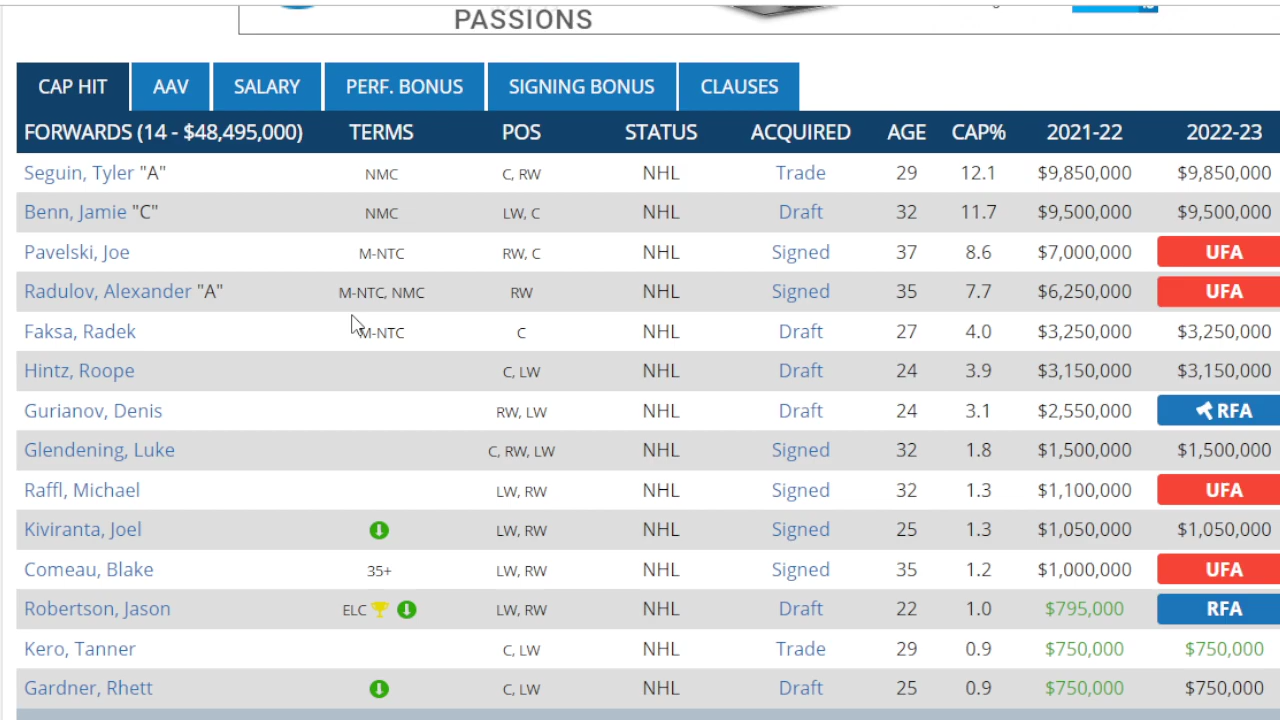 PASSIONS
CAP HIT AAV SALARY PERF. BONUS SIGNING BONUS CLAUSES
FORWARDS (14 - $48,495,000) TERMS POS STATUS ACQUIRED AGE CAP% 2021-22 2022-23
Seguin, Tyler "A" NMC C, RW NHL Trade 29 12.1 $9,850,000 $9,850,000
Benn, Jamie "C" NMC LW, C NHL Draft 32 11.7 $9,500,000 $9,500,000
Pavelski, Joe M-NTC RW, C NHL Signed 37 8.6 $7,000,000 UFA
Radulov, Alexander "A" M-NTC, NMC RW NHL Signed 35 7.7 $6,250,000 UFA
Faksa, Radek M-NTC C NHL Draft 27 4.0 $3,250,000 $3,250,000
Hintz, Roope C, LW NHL Draft 24 3.9 $3,150,000 $3,150,000
Gurianov, Denis RW, LW NHL Draft 24 3.1 $2,550,000 RFA
Glendening, Luke C, RW, LW NHL Signed 32 1.8 $1,500,000 $1,500,000
Raffl, Michael LW, RW NHL Signed 32 1.3 $1,100,000 UFA
Kiviranta, Joel LW, RW NHL Signed 25 1.3 $1,050,000 $1,050,000
Comeau, Blake 35+ LW, RW NHL Signed 35 1.2 $1,000,000 UFA
Robertson, Jason ELC LW, RW NHL Draft 22 1.0 $795,000 RFA
Kero, Tanner C, LW NHL Trade 29 0.9 $750,000 $750,000
Gardner, Rhett C, LW NHL Draft 25 0.9 $750,000 $750,000